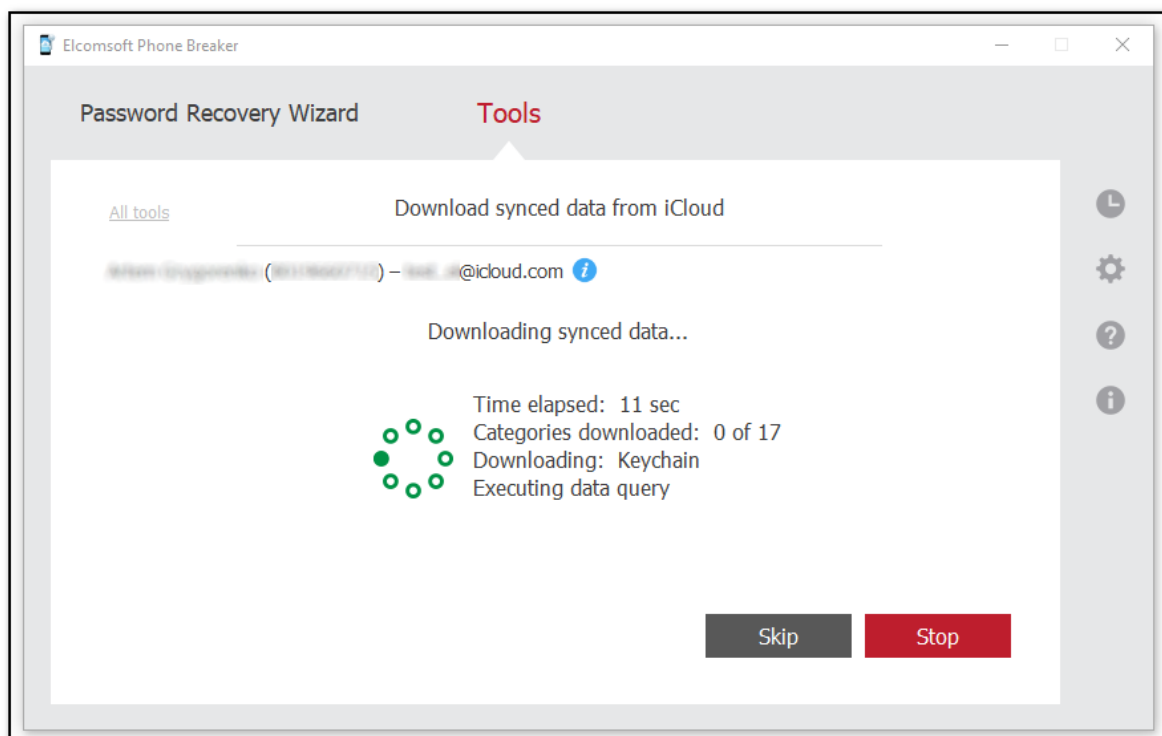 Elcomsoft Phone Breaker
Password Recovery Wizard Tools
All tools
Download synced data from iCloud
( ) – @icloud.com
Downloading synced data...
Time elapsed: 11 sec
Categories downloaded: 0 of 17
Downloading: Keychain
Executing data query
Skip Stop